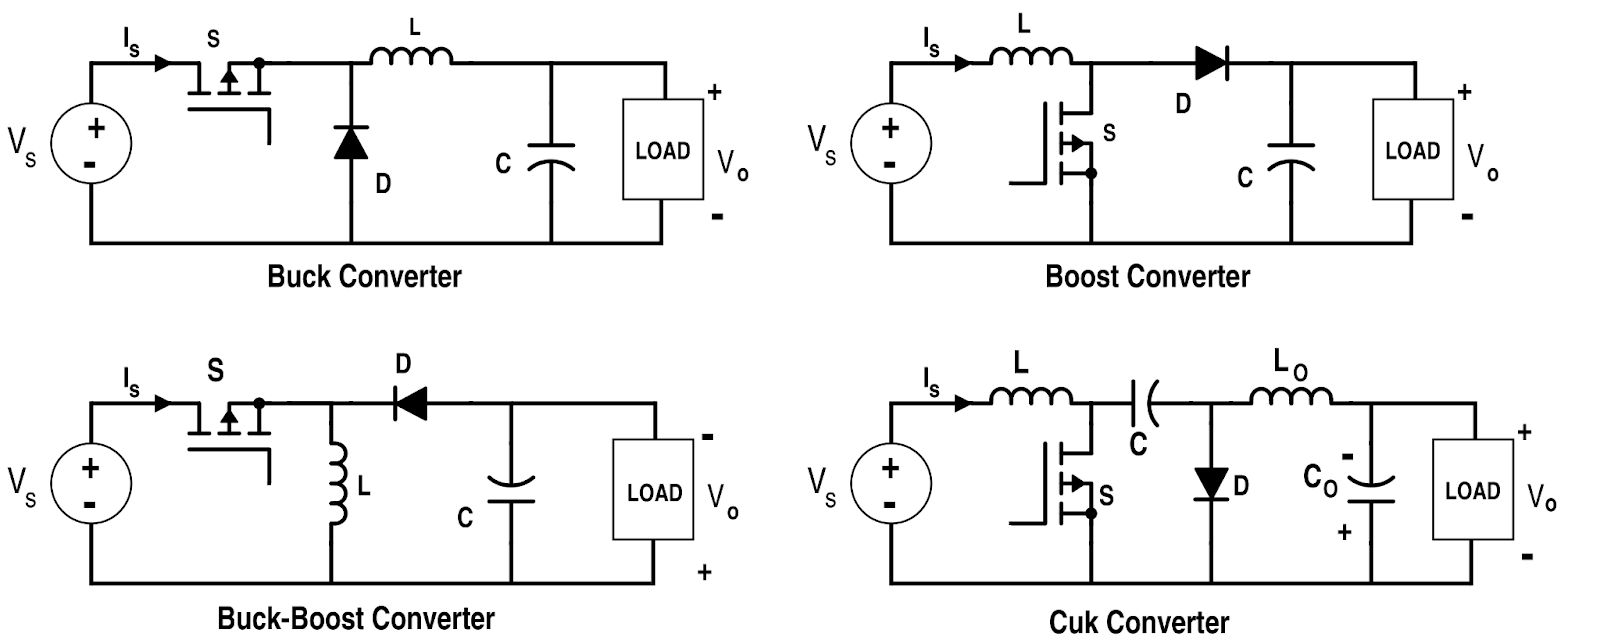 I_s S L
V_s + - D C LOAD + V_o -
Buck Converter
I_s L D
V_s + - S C LOAD + V_o -
Boost Converter
I_s S D
V_s + - L C LOAD - V_o +
Buck-Boost Converter
I_s L C L_O
V_s + - S D C_O - + LOAD + V_o -
Cuk Converter